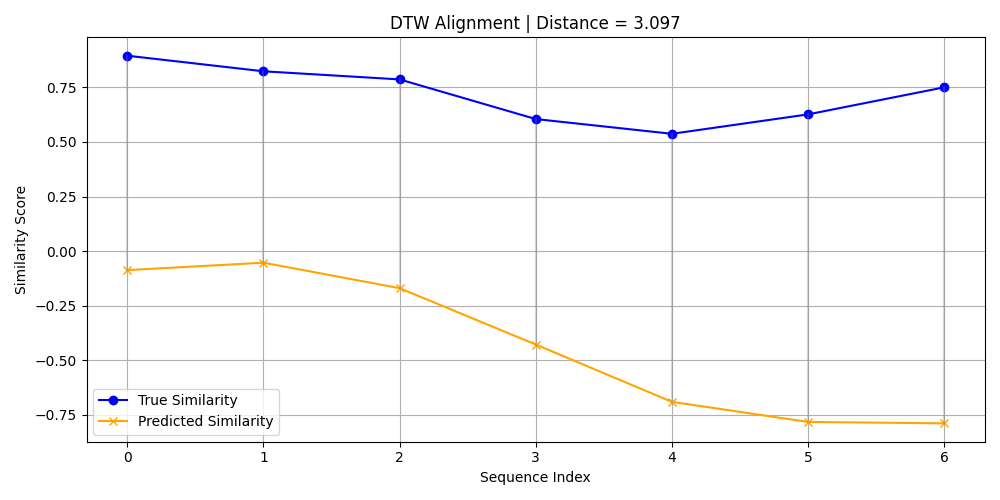 DTW Alignment | Distance = 3.097
Similarity Score
0.75
0.50
0.25
0.00
−0.25
−0.50
−0.75
True Similarity
Predicted Similarity
0 1 2 3 4 5 6
Sequence Index